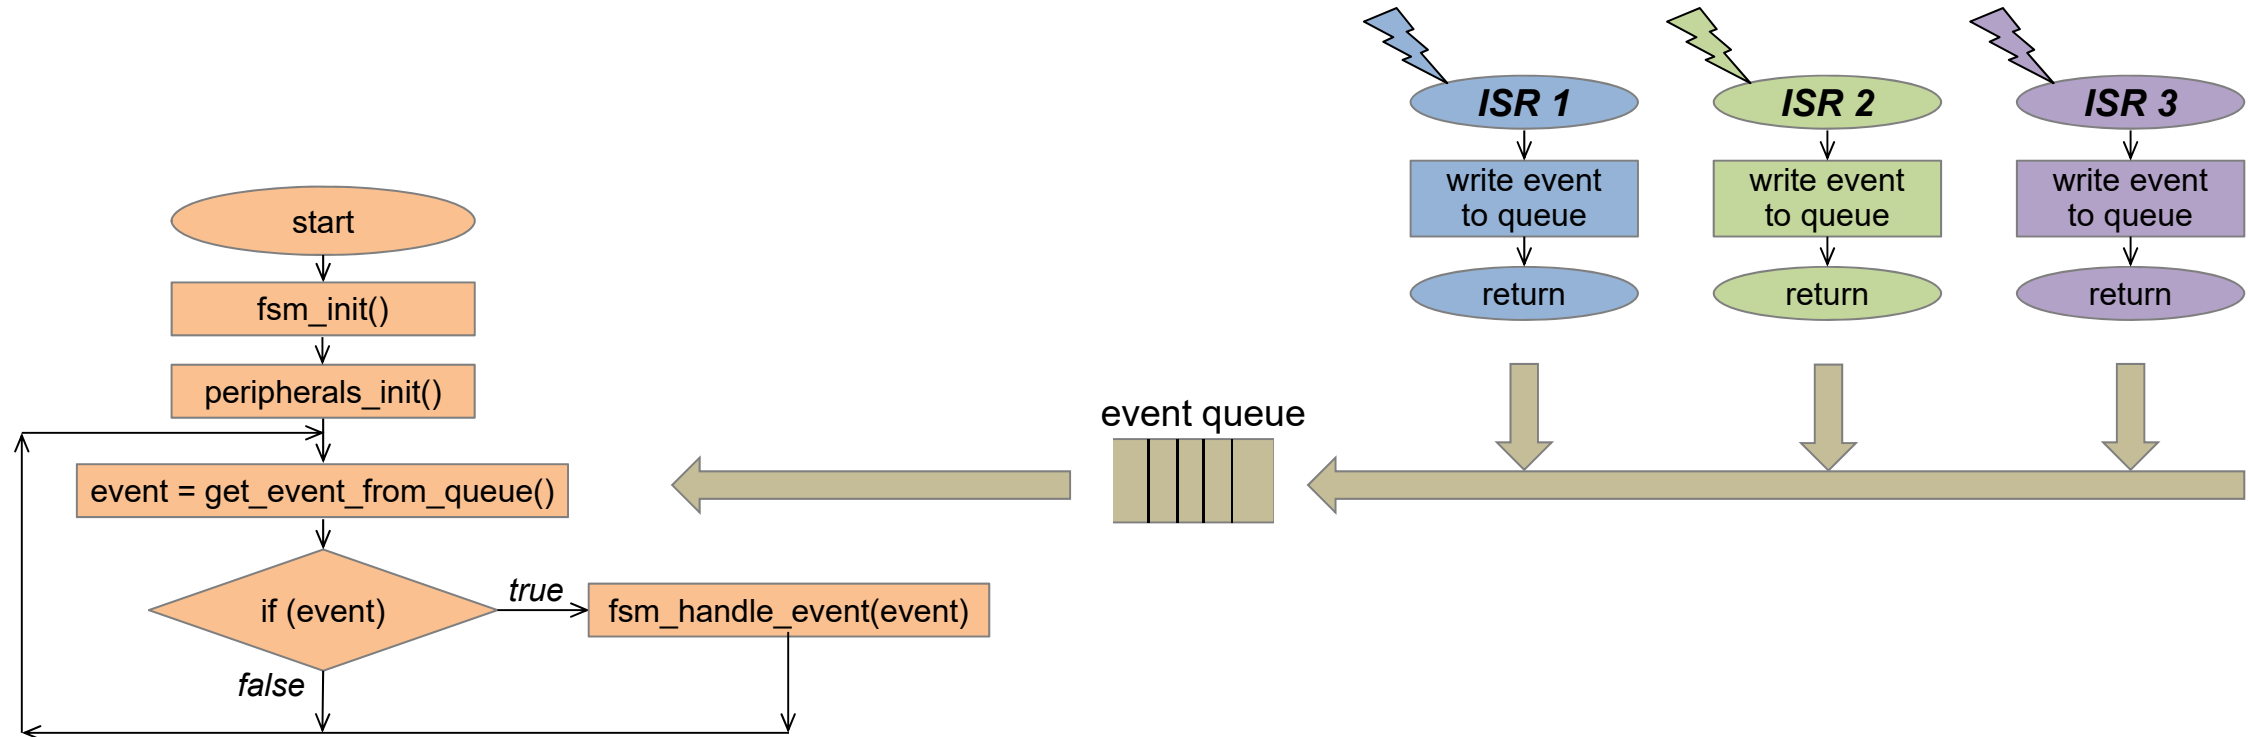 ISR 1
ISR 2
ISR 3
write event
to queue
write event
to queue
write event
to queue
return
return
return
start
fsm_init()
peripherals_init()
event queue
event = get_event_from_queue()
if (event)
true
fsm_handle_event(event)
false